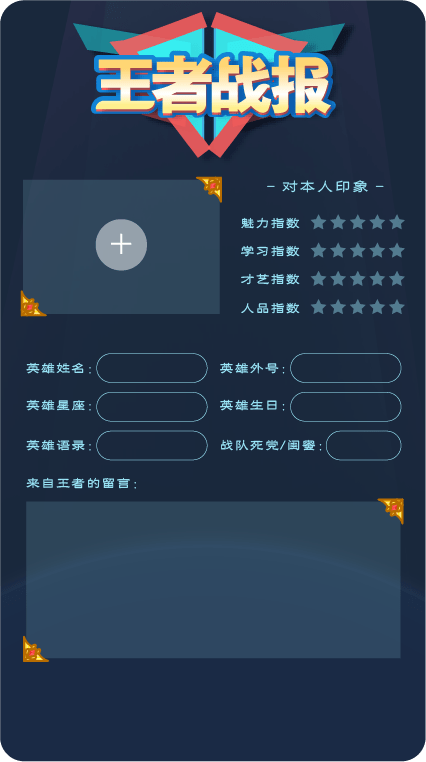 王者战报
- 对本人印象 -
魅力指数
学习指数
才艺指数
人品指数
英雄姓名: 英雄外号:
英雄星座: 英雄生日:
英雄语录: 战队死党/闺蜜:
来自王者的留言: